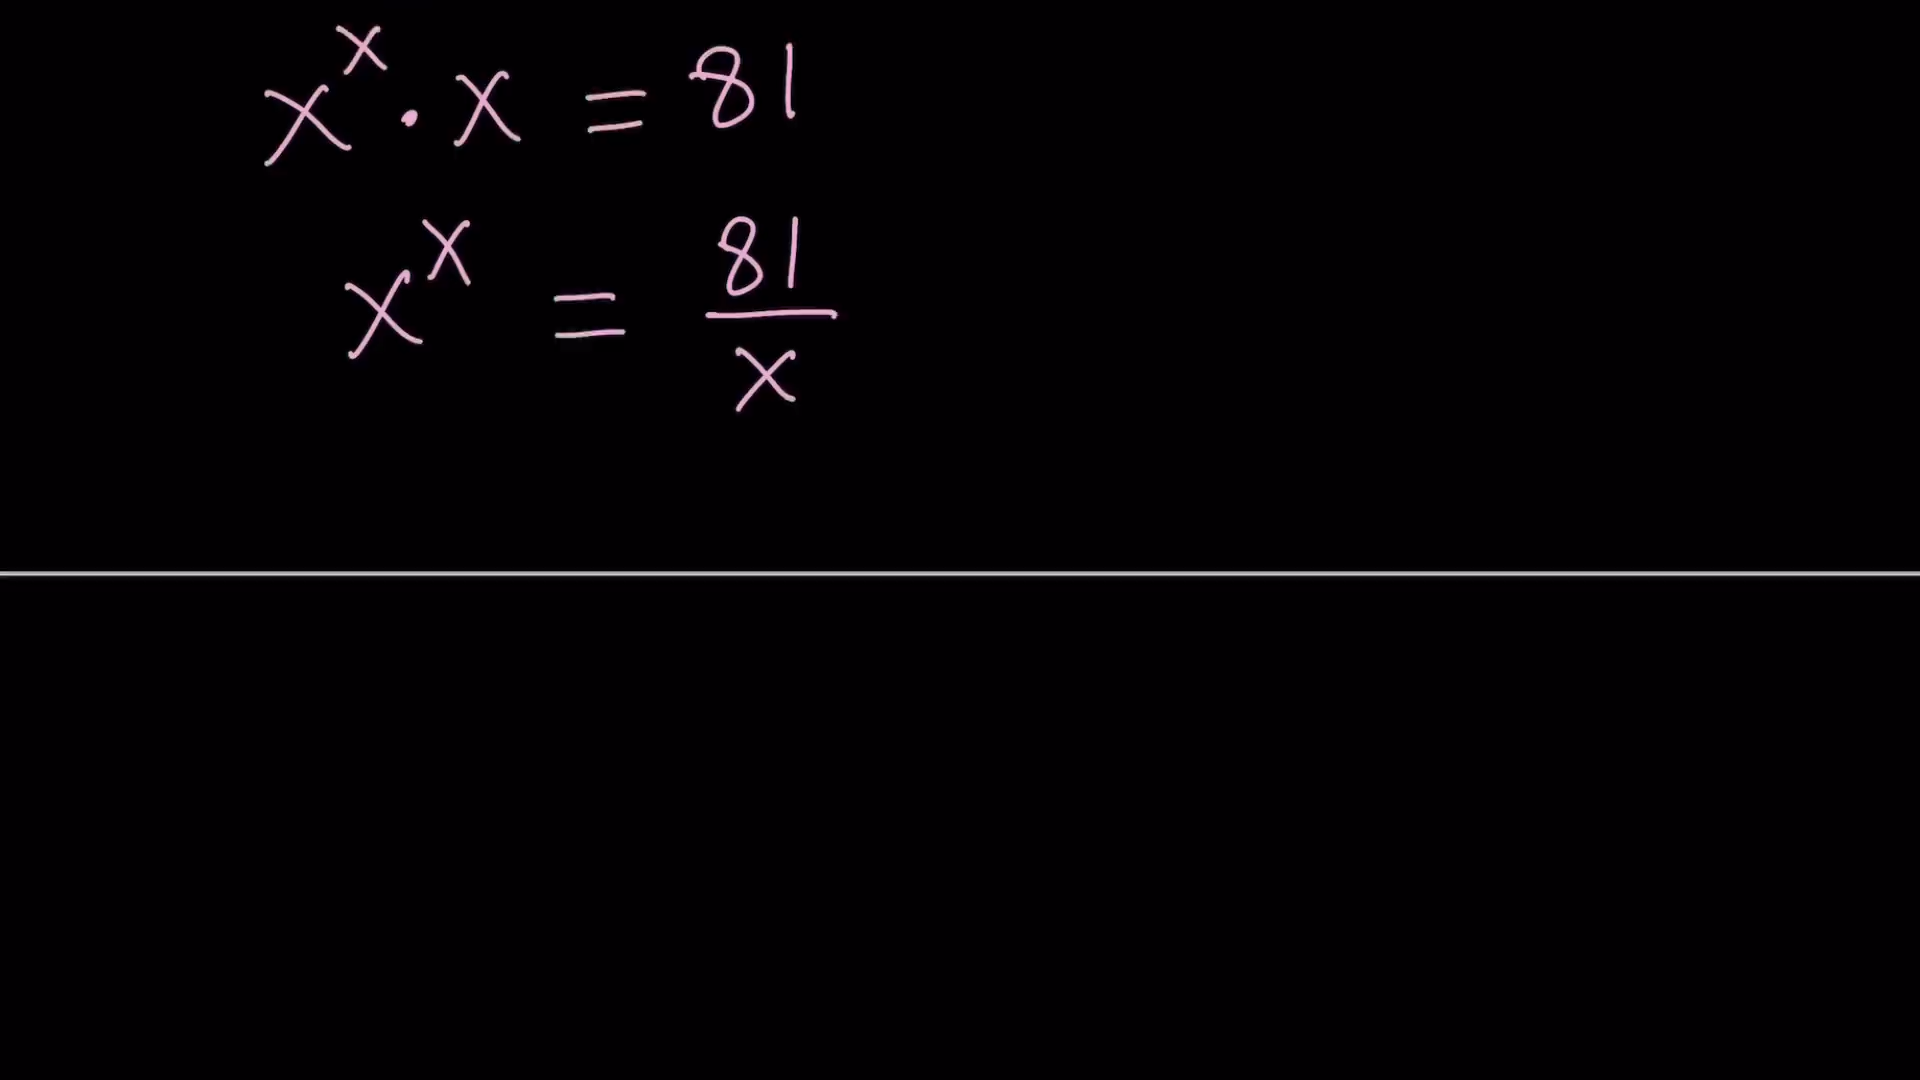 x^x · x = 81
x^x = 81/x